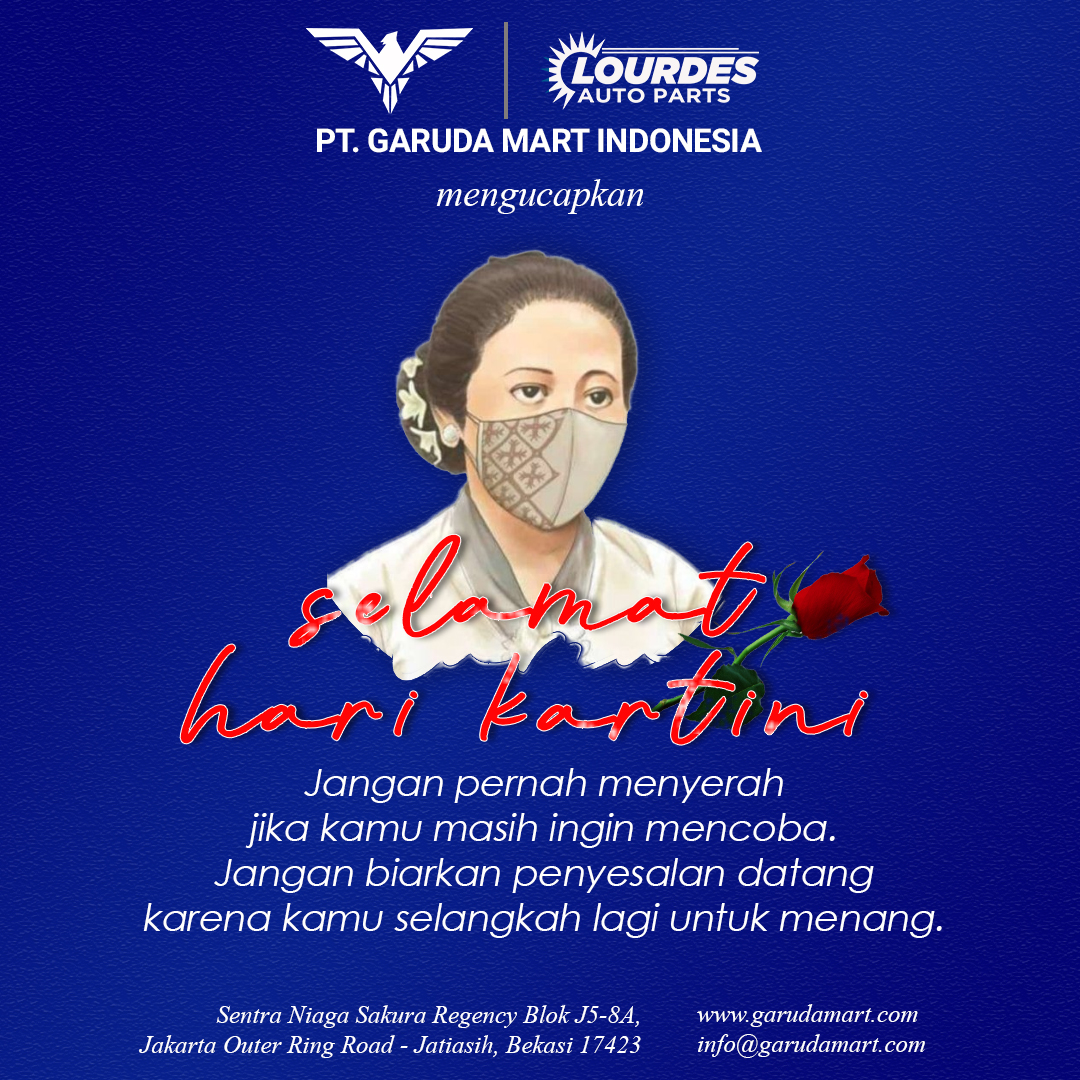 LOURDES
AUTO PARTS
PT. GARUDA MART INDONESIA
mengucapkan
selamat
hari kartini
Jangan pernah menyerah
jika kamu masih ingin mencoba.
Jangan biarkan penyesalan datang
karena kamu selangkah lagi untuk menang.
Sentra Niaga Sakura Regency Blok J5-8A,
Jakarta Outer Ring Road - Jatiasih, Bekasi 17423
www.garudamart.com
info@garudamart.com